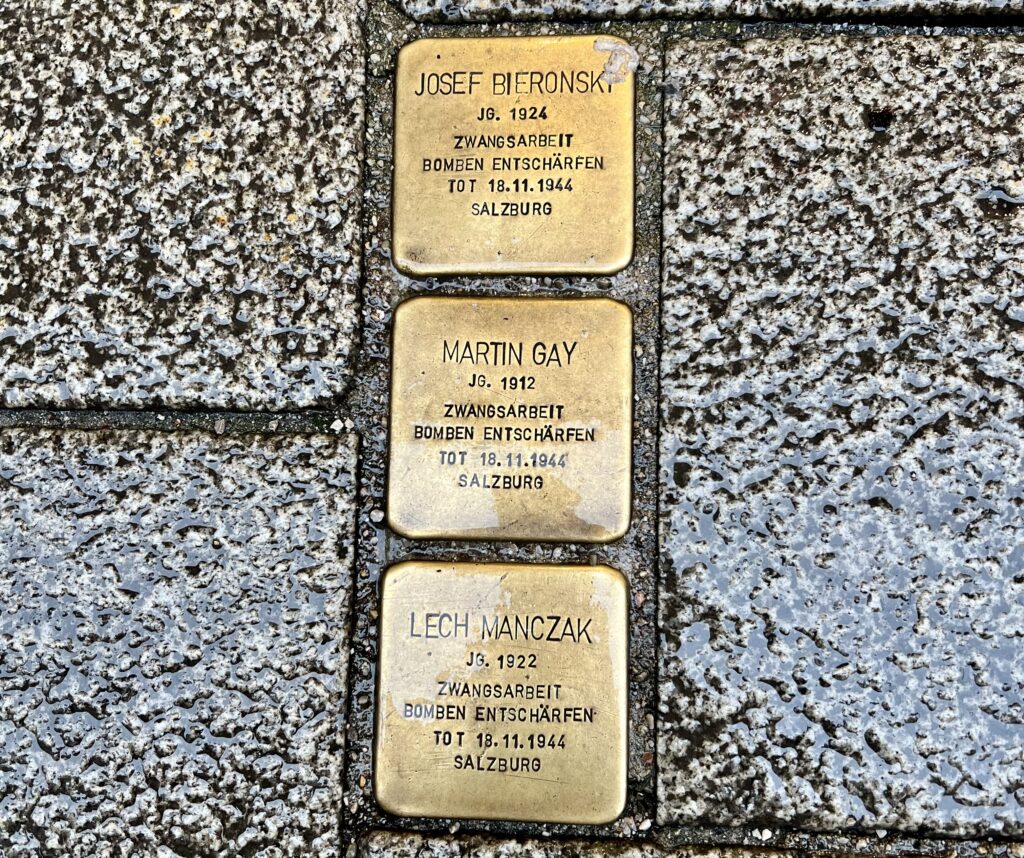 JOSEF BIERONSKI
JG. 1924
ZWANGSARBEIT
BOMBEN ENTSCHÄRFEN
TOT 18.11.1944
SALZBURG
MARTIN GAY
JG. 1912
ZWANGSARBEIT
BOMBEN ENTSCHÄRFEN
TOT 18.11.1944
SALZBURG
LECH MANCZAK
JG. 1922
ZWANGSARBEIT
BOMBEN ENTSCHÄRFEN
TOT 18.11.1944
SALZBURG